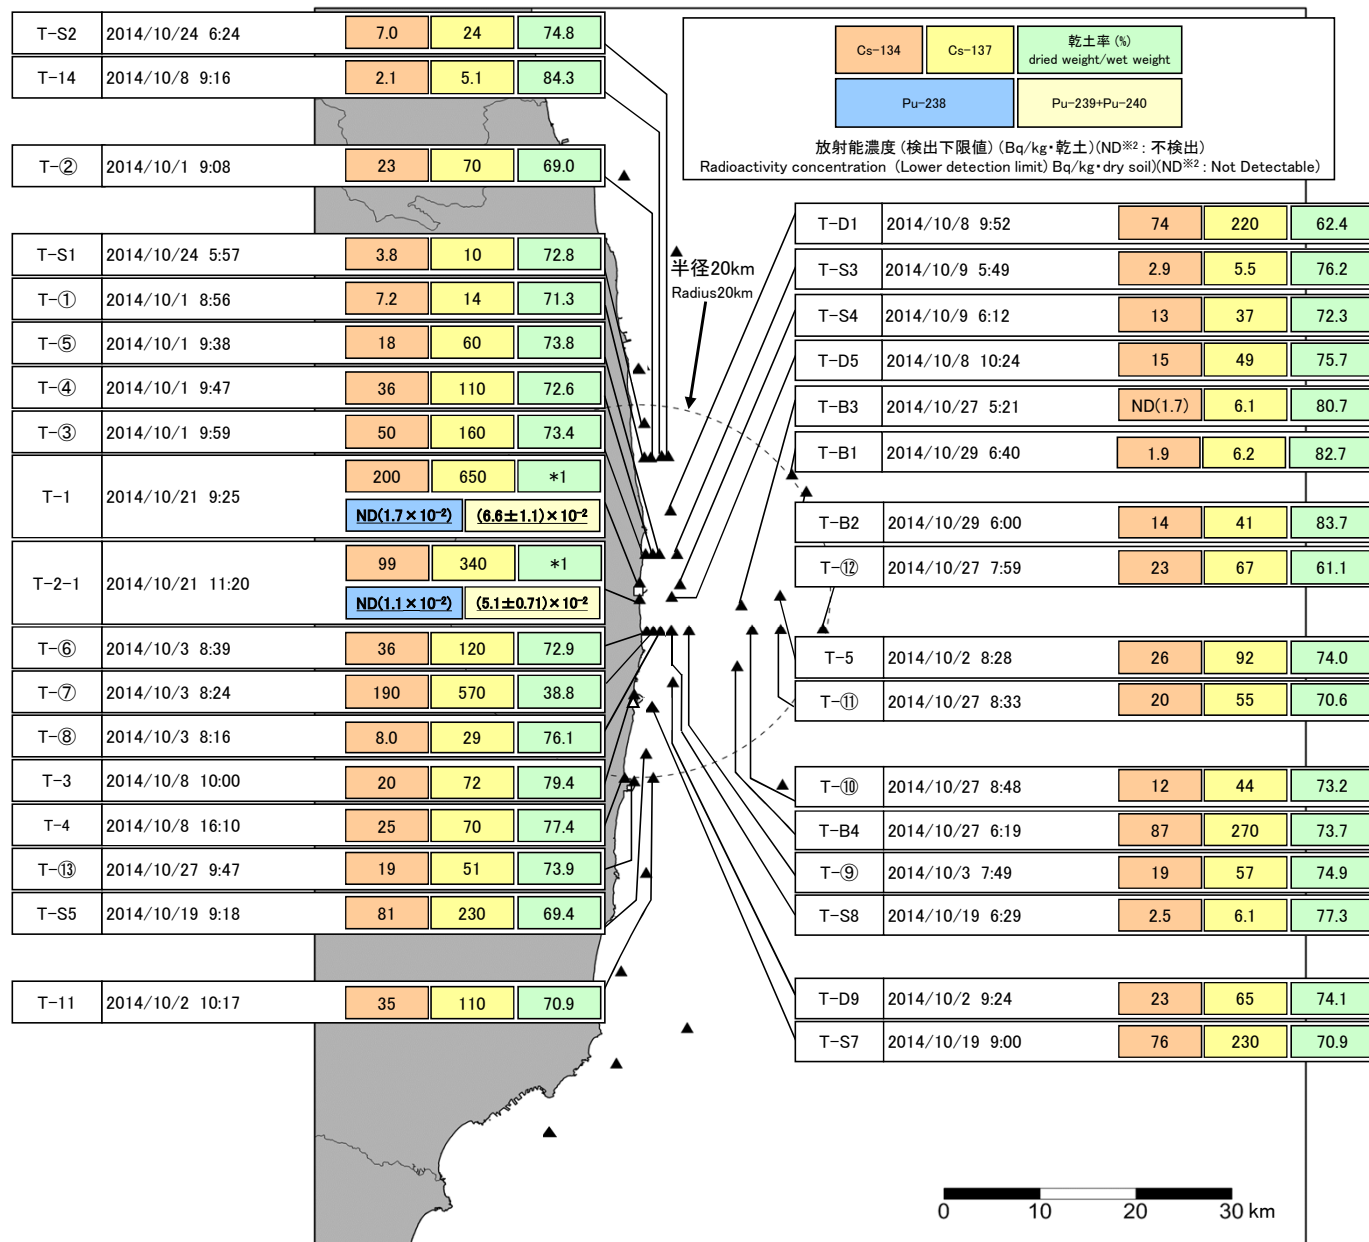 T-S2 2014/10/24 6:24 7.0 24 74.8
T-14 2014/10/8 9:16 2.1 5.1 84.3
T-② 2014/10/1 9:08 23 70 69.0
T-S1 2014/10/24 5:57 3.8 10 72.8
T-① 2014/10/1 8:56 7.2 14 71.3
T-⑤ 2014/10/1 9:38 18 60 73.8
T-④ 2014/10/1 9:47 36 110 72.6
T-③ 2014/10/1 9:59 50 160 73.4
T-1 2014/10/21 9:25 200 650 *1
ND(1.7×10⁻²) (6.6±1.1)×10⁻²
T-2-1 2014/10/21 11:20 99 340 *1
ND(1.1×10⁻²) (5.1±0.71)×10⁻²
T-⑥ 2014/10/3 8:39 36 120 72.9
T-⑦ 2014/10/3 8:24 190 570 38.8
T-⑧ 2014/10/3 8:16 8.0 29 76.1
T-3 2014/10/8 10:00 20 72 79.4
T-4 2014/10/8 16:10 25 70 77.4
T-⑬ 2014/10/27 9:47 19 51 73.9
T-S5 2014/10/19 9:18 81 230 69.4
T-11 2014/10/2 10:17 35 110 70.9
Cs-134 Cs-137 乾土率(%)
dried weight/wet weight
Pu-238 Pu-239+Pu-240
放射能濃度(検出下限値)(Bq/kg・乾土)(ND※2:不検出)
Radioactivity concentration (Lower detection limit) Bq/kg・dry soil)(ND※2:Not Detectable)
半径20km
Radius20km
T-D1 2014/10/8 9:52 74 220 62.4
T-S3 2014/10/9 5:49 2.9 5.5 76.2
T-S4 2014/10/9 6:12 13 37 72.3
T-D5 2014/10/8 10:24 15 49 75.7
T-B3 2014/10/27 5:21 ND(1.7) 6.1 80.7
T-B1 2014/10/29 6:40 1.9 6.2 82.7
T-B2 2014/10/29 6:00 14 41 83.7
T-⑫ 2014/10/27 7:59 23 67 61.1
T-5 2014/10/2 8:28 26 92 74.0
T-⑪ 2014/10/27 8:33 20 55 70.6
T-⑩ 2014/10/27 8:48 12 44 73.2
T-B4 2014/10/27 6:19 87 270 73.7
T-⑨ 2014/10/3 7:49 19 57 74.9
T-S8 2014/10/19 6:29 2.5 6.1 77.3
T-D9 2014/10/2 9:24 23 65 74.1
T-S7 2014/10/19 9:00 76 230 70.9
0 10 20 30 km